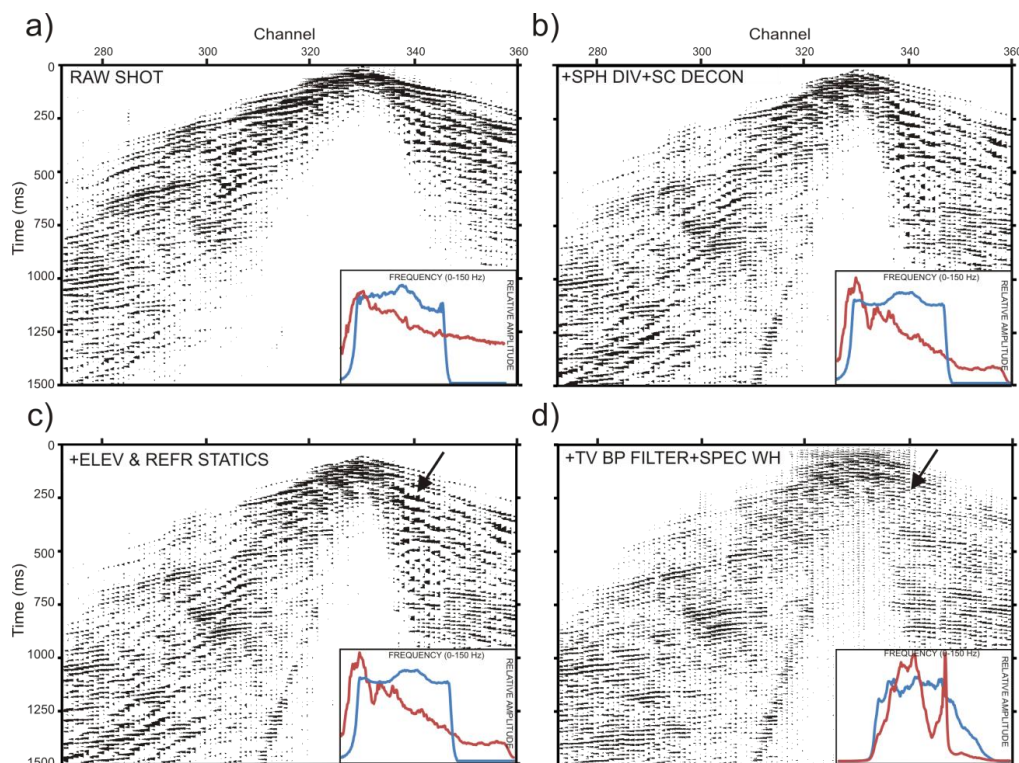 a)
Channel
280 300 320 340 360
RAW SHOT
Time (ms)
0
250
500
750
1000
1250
1500
FREQUENCY (0-150 Hz)
RELATIVE AMPLITUDE
b)
Channel
280 300 320 340 360
+SPH DIV+SC DECON
FREQUENCY (0-150 Hz)
RELATIVE AMPLITUDE
c)
+ELEV & REFR STATICS
Time (ms)
0
250
500
750
1000
1250
1500
FREQUENCY (0-150 Hz)
RELATIVE AMPLITUDE
d)
+TV BP FILTER+SPEC WH
FREQUENCY (0-150 Hz)
RELATIVE AMPLITUDE